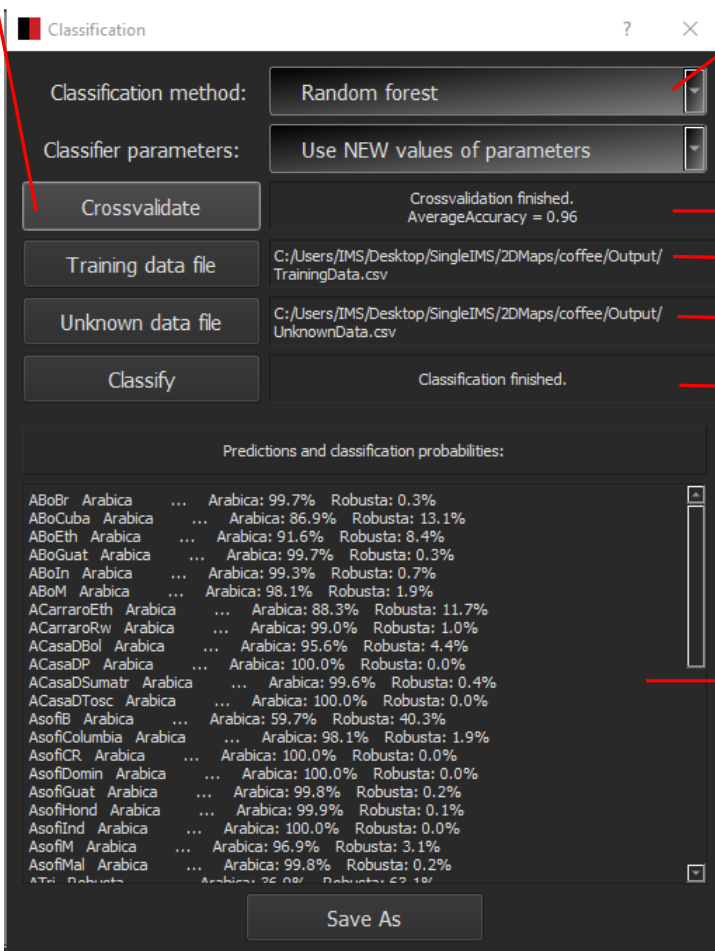 Classification
Classification method:
Random forest
Classifier parameters:
Use NEW values of parameters
Crossvalidate
Crossvalidation finished.
AverageAccuracy = 0.96
Training data file
C:/Users/IMS/Desktop/SingleIMS/2DMaps/coffee/Output/
TrainingData.csv
Unknown data file
C:/Users/IMS/Desktop/SingleIMS/2DMaps/coffee/Output/
UnknownData.csv
Classify
Classification finished.
Predictions and classification probabilities:
ABoBr Arabica ... Arabica: 99.7% Robusta: 0.3%
ABoCuba Arabica ... Arabica: 86.9% Robusta: 13.1%
ABoEth Arabica ... Arabica: 91.6% Robusta: 8.4%
ABoGuat Arabica ... Arabica: 99.7% Robusta: 0.3%
ABoIn Arabica ... Arabica: 99.3% Robusta: 0.7%
ABoM Arabica ... Arabica: 98.1% Robusta: 1.9%
ACarraroEth Arabica ... Arabica: 88.3% Robusta: 11.7%
ACarraroRw Arabica ... Arabica: 99.0% Robusta: 1.0%
ACasaDBol Arabica ... Arabica: 95.6% Robusta: 4.4%
ACasaDP Arabica ... Arabica: 100.0% Robusta: 0.0%
ACasaDSumatr Arabica ... Arabica: 99.6% Robusta: 0.4%
ACasaDTosc Arabica ... Arabica: 100.0% Robusta: 0.0%
AsofiB Arabica ... Arabica: 59.7% Robusta: 40.3%
AsofiColumbia Arabica ... Arabica: 98.1% Robusta: 1.9%
AsofiCR Arabica ... Arabica: 100.0% Robusta: 0.0%
AsofiDomin Arabica ... Arabica: 100.0% Robusta: 0.0%
AsofiGuat Arabica ... Arabica: 99.8% Robusta: 0.2%
AsofiHond Arabica ... Arabica: 99.9% Robusta: 0.1%
AsofiInd Arabica ... Arabica: 100.0% Robusta: 0.0%
AsofiM Arabica ... Arabica: 96.9% Robusta: 3.1%
AsofiMal Arabica ... Arabica: 99.8% Robusta: 0.2%
ATri Robusta ... Arabica: Robusta:
Save As